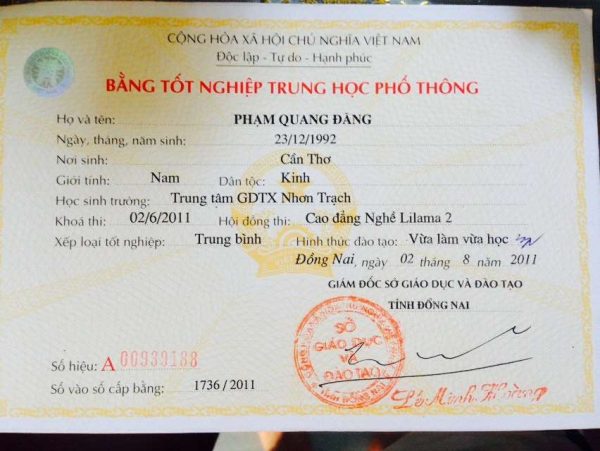 CỘNG HÒA XÃ HỘI CHỦ NGHĨA VIỆT NAM
Độc lập - Tự do - Hạnh phúc
BẰNG TỐT NGHIỆP TRUNG HỌC PHỔ THÔNG
Họ và tên: PHẠM QUANG ĐÃNG
Ngày, tháng, năm sinh: 23/12/1992
Nơi sinh: Cần Thơ
Giới tính: Nam Dân tộc: Kinh
Học sinh trường: Trung tâm GDTX Nhơn Trạch
Khoá thi: 02/6/2011 Hội đồng thi: Cao đẳng Nghề Lilama 2
Xếp loại tốt nghiệp: Trung bình Hình thức đào tạo: Vừa làm vừa học
Đồng Nai, ngày 02 tháng 8 năm 2011
GIÁM ĐỐC SỞ GIÁO DỤC VÀ ĐÀO TẠO
TỈNH ĐỒNG NAI
SỞ
GIÁO DỤC
VÀ
ĐÀO TẠO
Số hiệu: A 00939188
Số vào sổ cấp bằng: 1736/2011
Lê Minh Hoàng